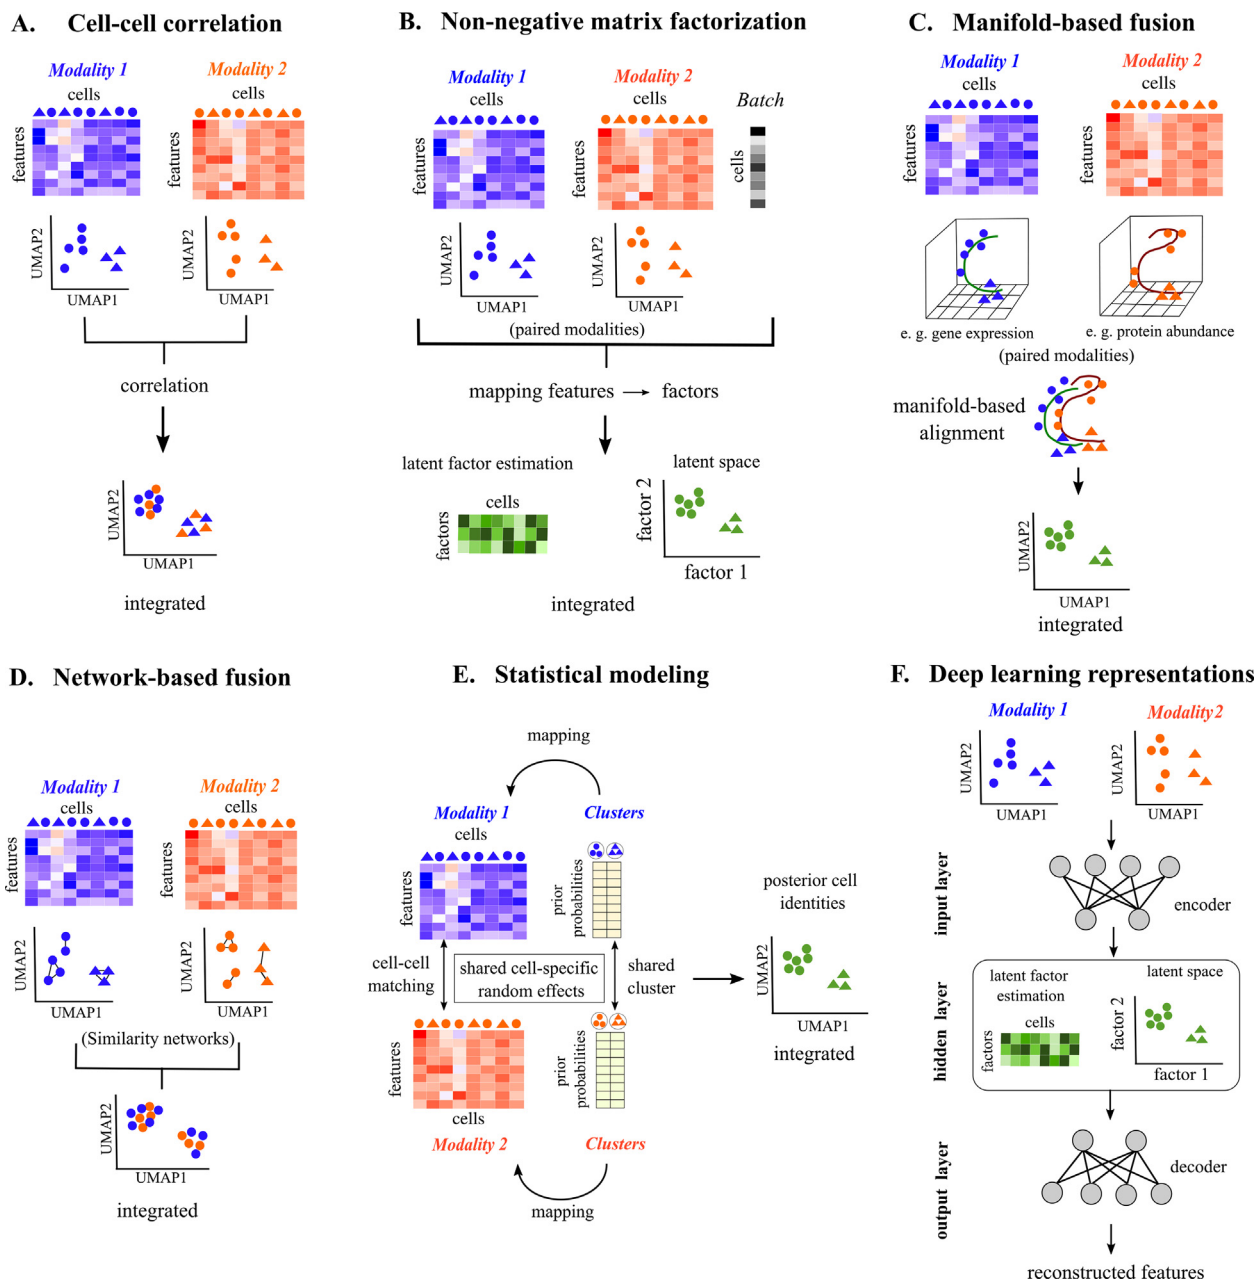 A. Cell-cell correlation
Modality 1
Modality 2
cells
cells
features
features
UMAP2
UMAP1
UMAP2
UMAP1
correlation
UMAP2
UMAP1
integrated
B. Non-negative matrix factorization
Modality 1
Modality 2
cells
cells
Batch
features
features
cells
UMAP2
UMAP1
UMAP2
UMAP1
(paired modalities)
mapping features → factors
latent factor estimation
latent space
cells
factors
factor 2
factor 1
integrated
C. Manifold-based fusion
Modality 1
Modality 2
cells
cells
features
features
e. g. gene expression
e. g. protein abundance
(paired modalities)
manifold-based
alignment
UMAP2
UMAP1
integrated
D. Network-based fusion
Modality 1
Modality 2
cells
cells
features
features
UMAP2
UMAP1
UMAP2
UMAP1
(Similarity networks)
UMAP2
UMAP1
integrated
E. Statistical modeling
mapping
Modality 1
Clusters
cells
features
prior
probabilities
cell-cell
matching
shared cell-specific
random effects
shared
cluster
features
prior
probabilities
cells
Modality 2
Clusters
mapping
posterior cell
identities
UMAP2
UMAP1
integrated
F. Deep learning representations
Modality 1
Modality 2
UMAP2
UMAP1
UMAP2
UMAP1
input layer
encoder
hidden layer
latent factor
estimation
cells
factors
latent space
factor 2
factor 1
output layer
decoder
reconstructed features